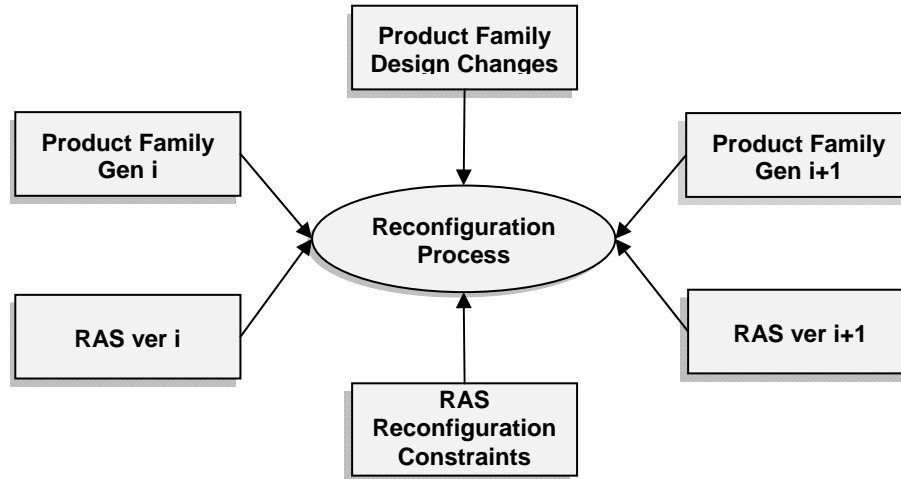 Product Family
Design Changes
Product Family
Gen i
Product Family
Gen i+1
Reconfiguration
Process
RAS ver i
RAS ver i+1
RAS
Reconfiguration
Constraints